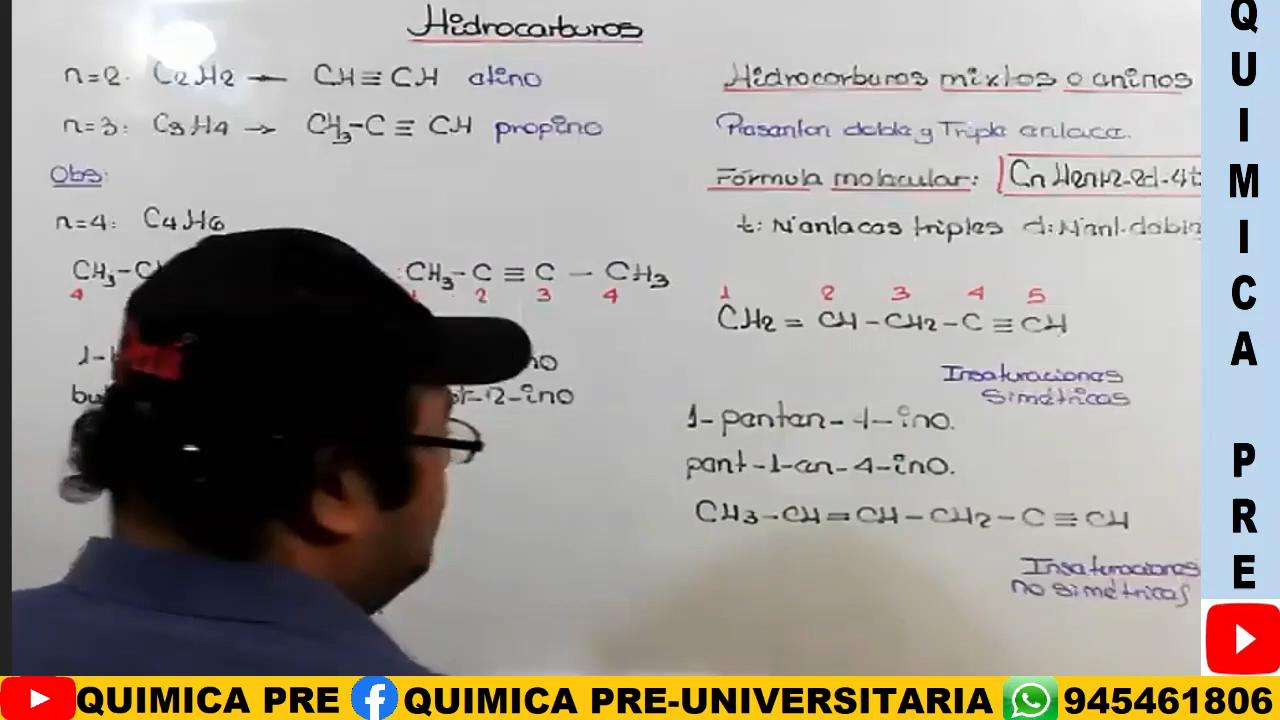 Hidrocarburos
n=2: C2H2 → CH≡CH etino
n=3: C3H4 → CH3-C≡CH propino
Obs:
n=4: C4H6
CH3-C
4
CH3-C≡C-CH3
1 2 3 4
1-
no
bu
-2-ino
Hidrocarburos mixtos o eninos
Presentan doble y Triple enlace.
Fórmula molecular: CnH2n+2-2d-4t
t: N°enlaces triples d: N°enl.doble
1 2 3 4 5
CH2=CH-CH2-C≡CH
Insaturaciones
simétricas
1-penten-4-ino.
pent-1-en-4-ino.
CH3-CH=CH-CH2-C≡CH
Insaturaciones
no simétricas
QUIMICA PRE
QUIMICA PRE
QUIMICA PRE-UNIVERSITARIA
945461806